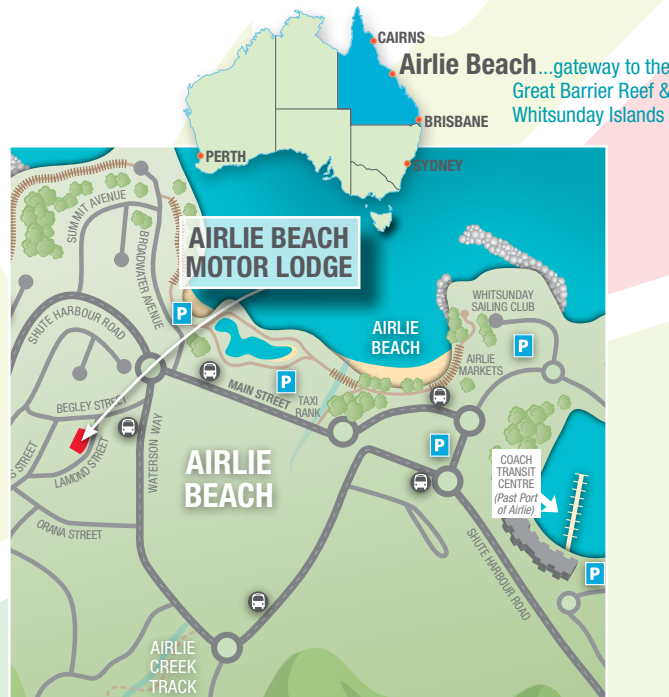 CAIRNS
Airlie Beach...gateway to the
Great Barrier Reef &
Whitsunday Islands
BRISBANE
PERTH
SYDNEY
SUMMIT AVENUE
BROADWATER AVENUE
AIRLIE BEACH
MOTOR LODGE
SHUTE HARBOUR ROAD
P
WHITSUNDAY
SAILING CLUB
AIRLIE
BEACH
P
AIRLIE
MARKETS
MAIN STREET
P
TAXI
RANK
BEGLEY STREET
WATERSON WAY
S STREET
LAMOND STREET
AIRLIE
BEACH
P
COACH
TRANSIT
CENTRE
(Past Port
of Airlie)
ORANA STREET
SHUTE HARBOUR ROAD
P
AIRLIE
CREEK
TRACK